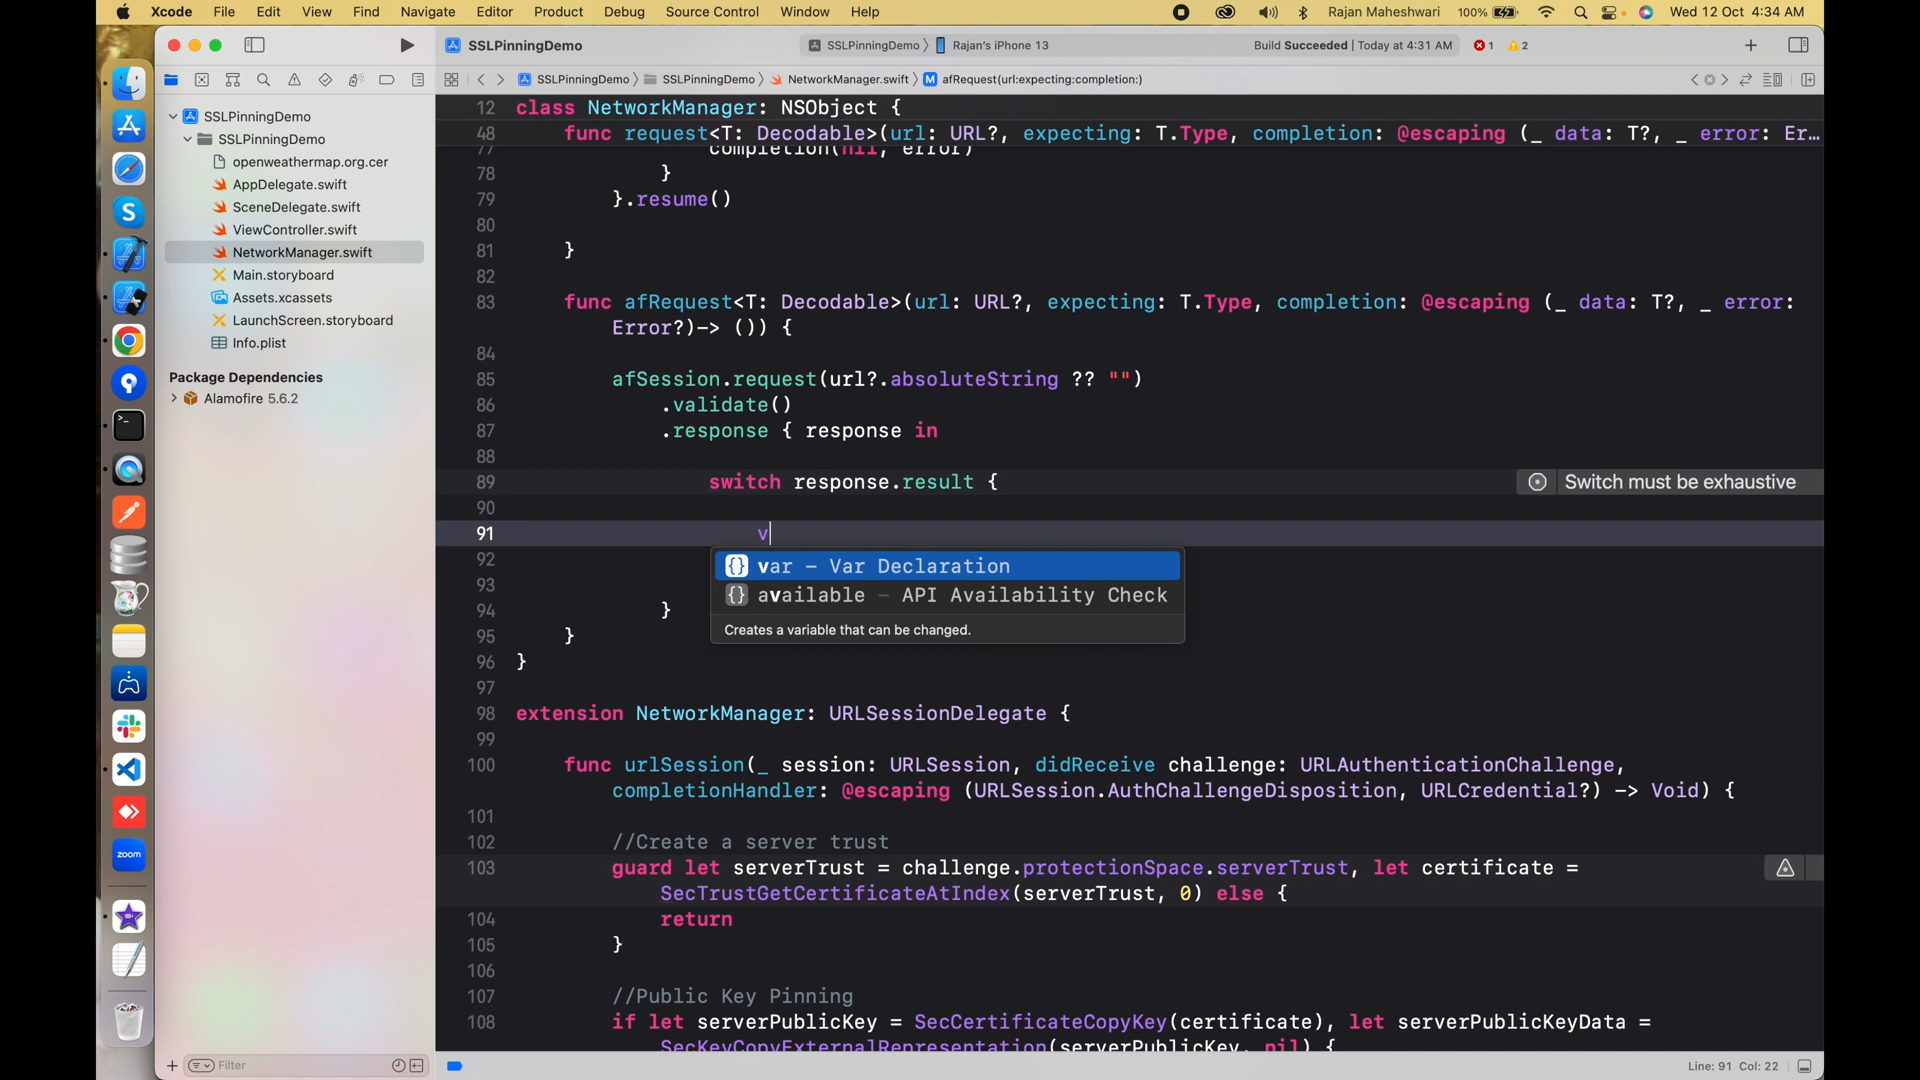 Xcode File Edit View Find Navigate Editor Product Debug Source Control Window Help Rajan Maheshwari 100% Wed 12 Oct 4:34 AM
SSLPinningDemo SSLPinningDemo 〉 Rajan's iPhone 13 Build Succeeded | Today at 4:31 AM 1 2
SSLPinningDemo 〉 SSLPinningDemo 〉 NetworkManager.swift 〉 M afRequest(url:expecting:completion:)
SSLPinningDemo
SSLPinningDemo
openweathermap.org.cer
AppDelegate.swift
SceneDelegate.swift
ViewController.swift
NetworkManager.swift
Main.storyboard
Assets.xcassets
LaunchScreen.storyboard
Info.plist
Package Dependencies
Alamofire 5.6.2
Filter
12 class NetworkManager: NSObject {
48 func request<T: Decodable>(url: URL?, expecting: T.Type, completion: @escaping (_ data: T?, _ error: Er…
77 completion(nil, error)
78 }
79 }.resume()
80
81 }
82
83 func afRequest<T: Decodable>(url: URL?, expecting: T.Type, completion: @escaping (_ data: T?, _ error:
Error?)-> ()) {
84
85 afSession.request(url?.absoluteString ?? "")
86 .validate()
87 .response { response in
88
89 switch response.result { Switch must be exhaustive
90
91 v
92 {} var – Var Declaration
93 {} available – API Availability Check
94 }
Creates a variable that can be changed.
95 }
96 }
97
98 extension NetworkManager: URLSessionDelegate {
99
100 func urlSession(_ session: URLSession, didReceive challenge: URLAuthenticationChallenge,
completionHandler: @escaping (URLSession.AuthChallengeDisposition, URLCredential?) -> Void) {
101
102 //Create a server trust
103 guard let serverTrust = challenge.protectionSpace.serverTrust, let certificate =
SecTrustGetCertificateAtIndex(serverTrust, 0) else {
104 return
105 }
106
107 //Public Key Pinning
108 if let serverPublicKey = SecCertificateCopyKey(certificate), let serverPublicKeyData =
SecKeyCopyExternalRepresentation(serverPublicKey, nil) {
Line: 91 Col: 22
S
zoom